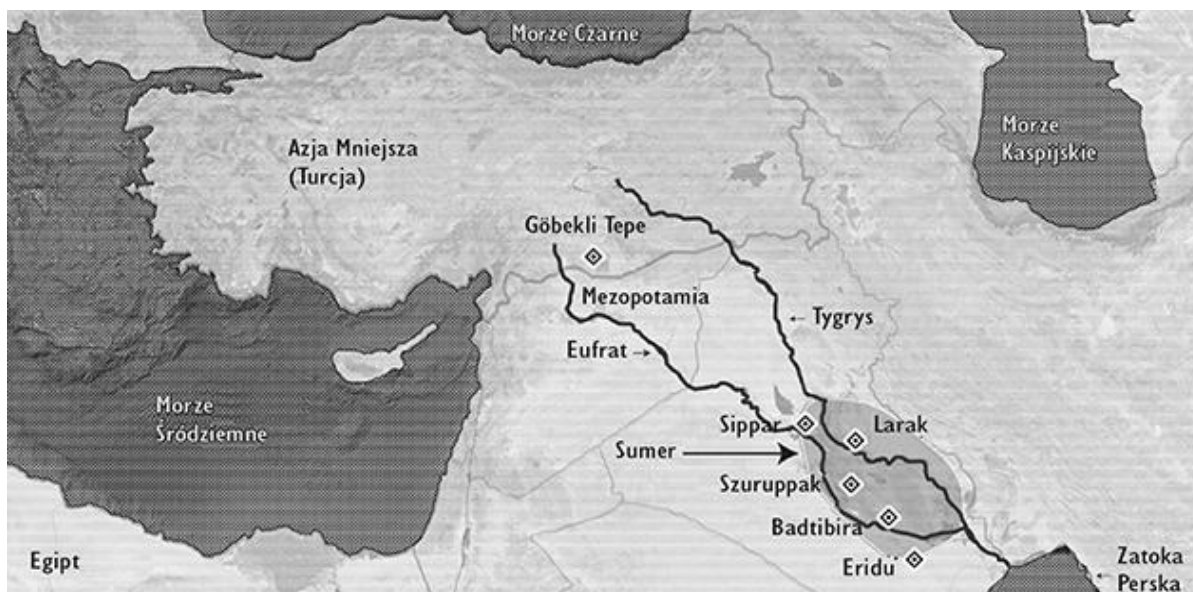 Morze Czarne
Azja Mniejsza
(Turcja)
Morze
Kaspijskie
Göbekli Tepe
Mezopotamia
Tygrys
Eufrat
Morze
Śródziemne
Sippar
Larak
Sumer
Szuruppak
Badtibira
Egipt
Eridu
Zatoka
Perska